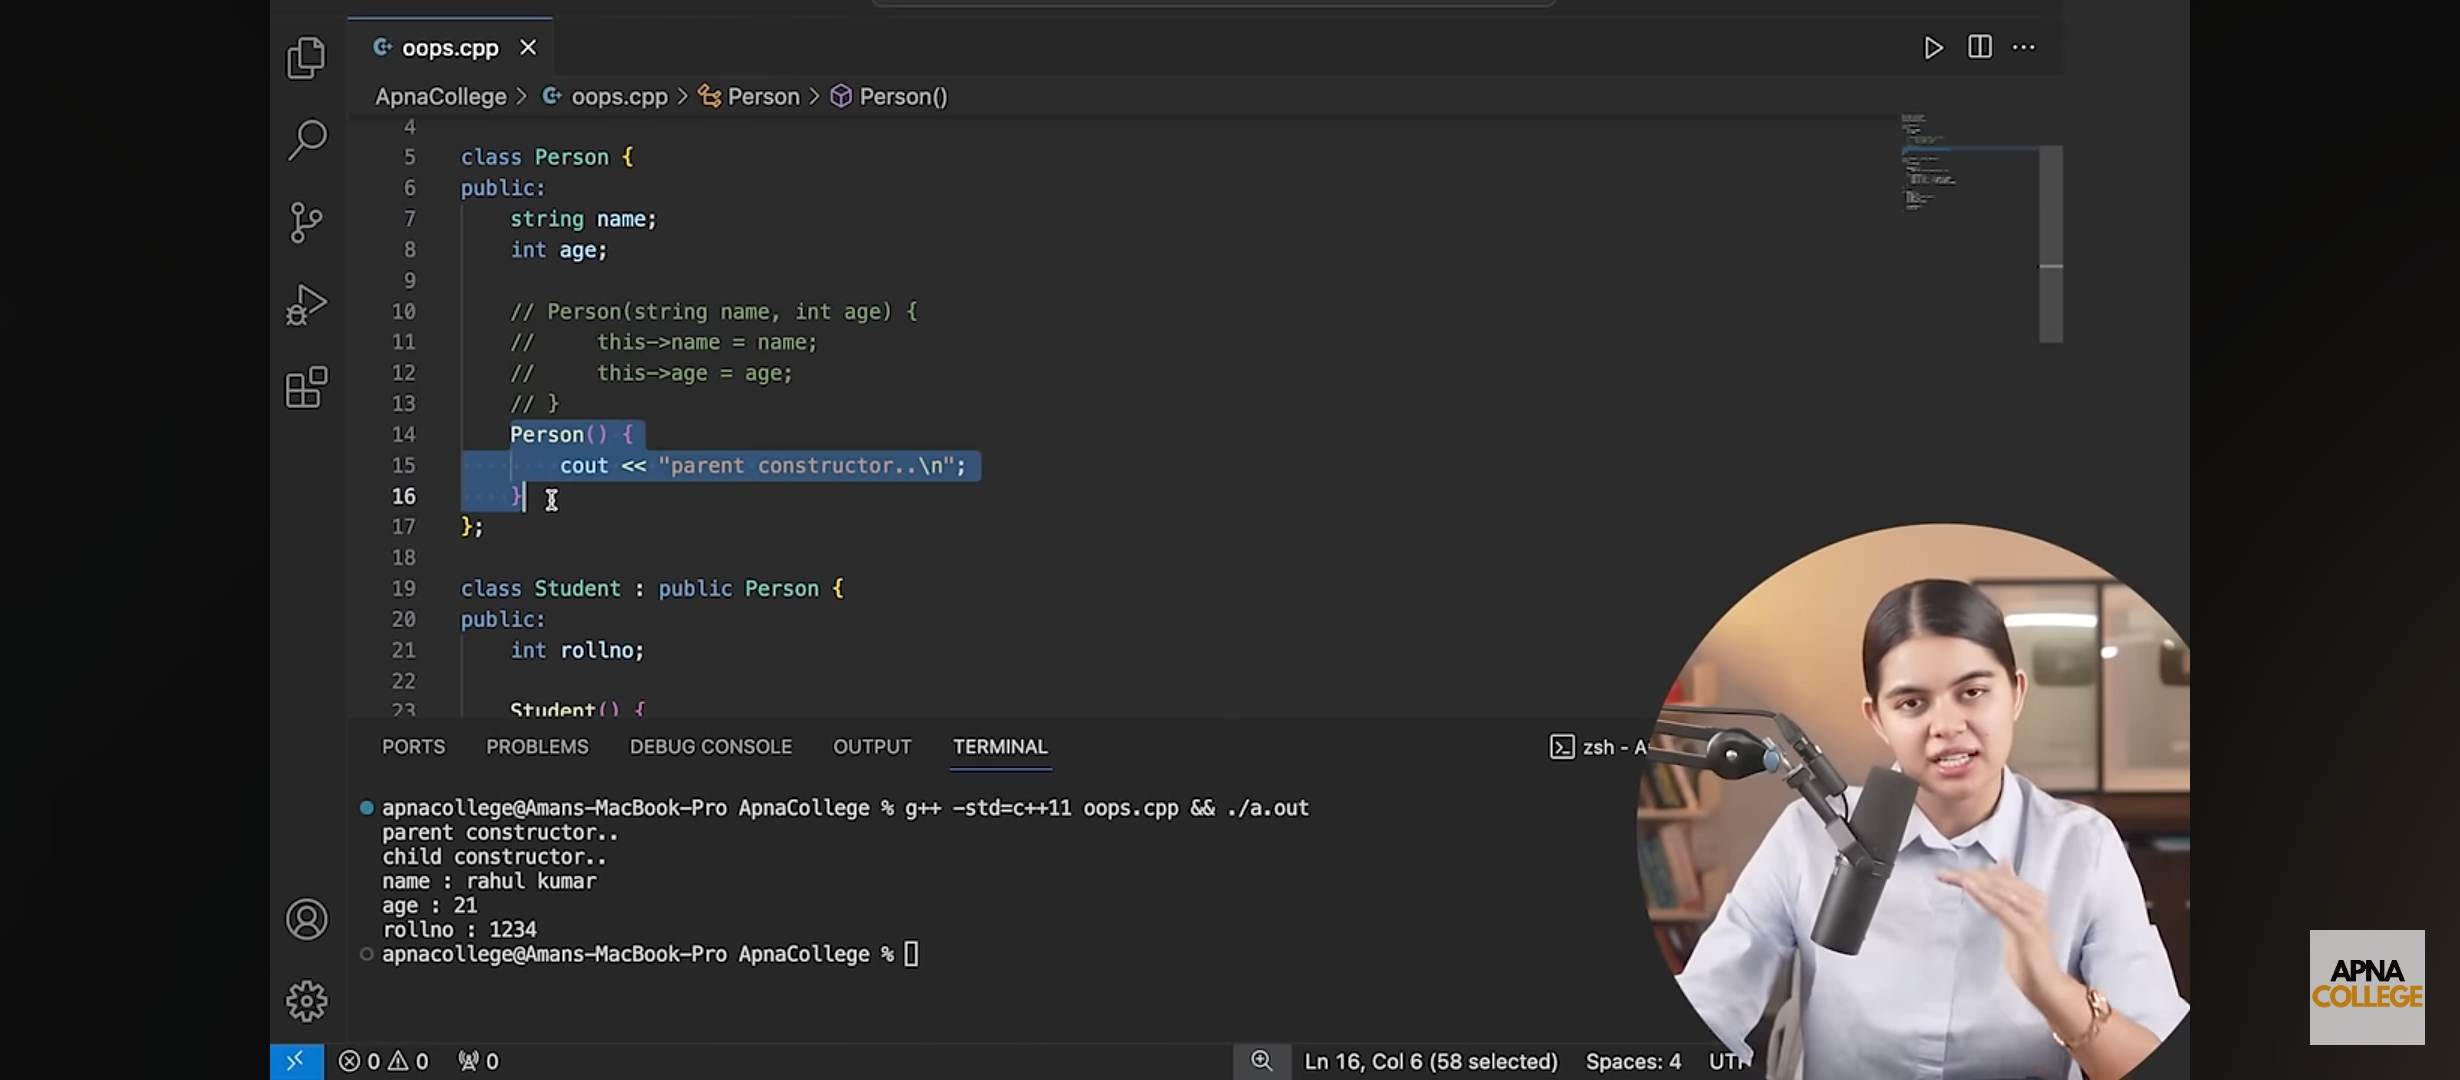 oops.cpp
ApnaCollege > oops.cpp > Person > Person()
4
5 class Person {
6 public:
7 string name;
8 int age;
9
10 // Person(string name, int age) {
11 // this->name = name;
12 // this->age = age;
13 // }
14 Person() {
15 cout << "parent constructor..\n";
16 }
17 };
18
19 class Student : public Person {
20 public:
21 int rollno;
22
23 Student() {
PORTS PROBLEMS DEBUG CONSOLE OUTPUT TERMINAL zsh - A
apnacollege@Amans-MacBook-Pro ApnaCollege % g++ -std=c++11 oops.cpp && ./a.out
parent constructor..
child constructor..
name : rahul kumar
age : 21
rollno : 1234
apnacollege@Amans-MacBook-Pro ApnaCollege %
0 0 0 Ln 16, Col 6 (58 selected) Spaces: 4
APNA
COLLEGE